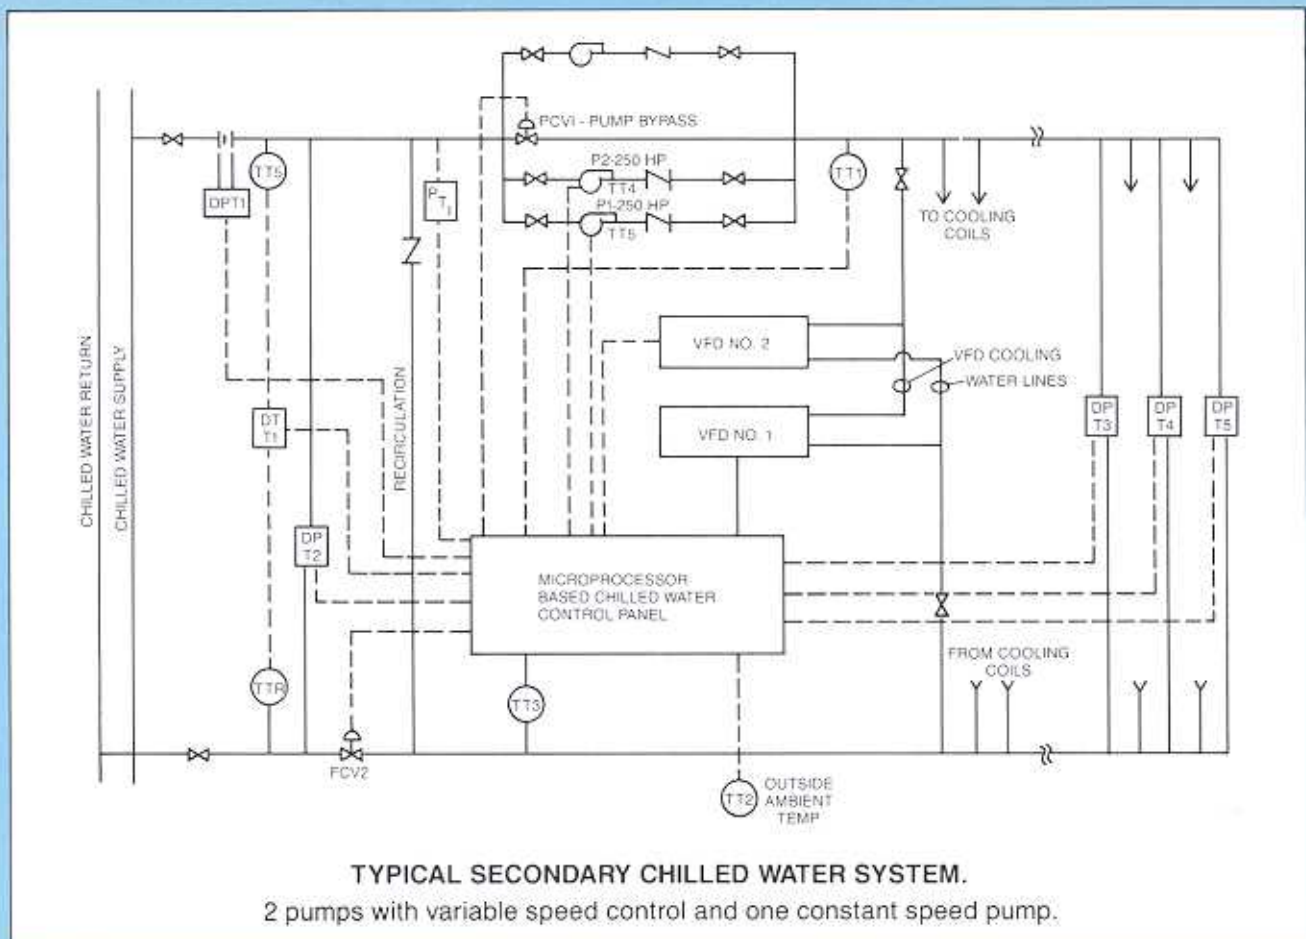 PCVI - PUMP BYPASS
P2-250 HP
TT4
P1-250 HP
TT5
TT5
DPT1
PT1
TT1
TO COOLING
COILS
CHILLED WATER RETURN
CHILLED WATER SUPPLY
RECIRCULATION
VFD NO. 2
VFD COOLING
WATER LINES
VFD NO. 1
DT
T1
DP
T3
DP
T4
DP
T5
DP
T2
MICROPROCESSOR
BASED CHILLED WATER
CONTROL PANEL
FROM COOLING
COILS
TTR
TT3
FCV2
TT2
OUTSIDE
AMBIENT
TEMP
TYPICAL SECONDARY CHILLED WATER SYSTEM.
2 pumps with variable speed control and one constant speed pump.